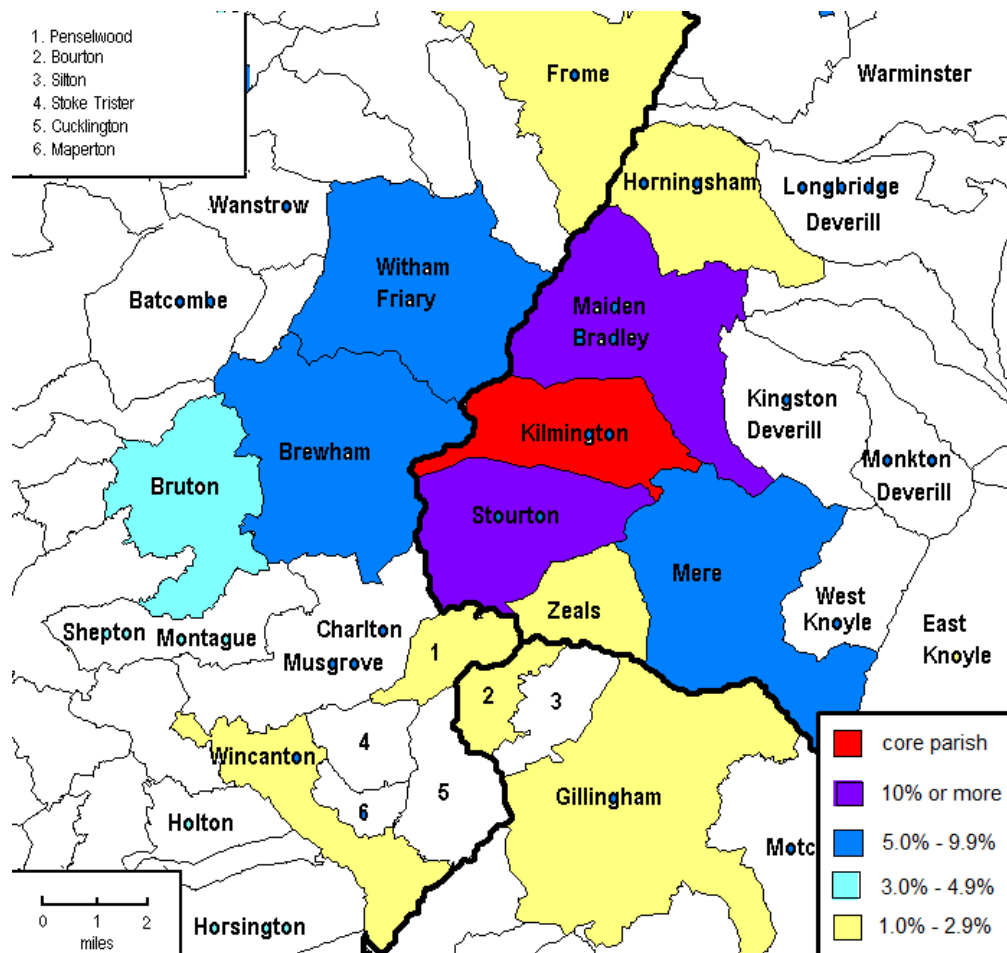 1. Penselwood
2. Bourton
3. Silton
4. Stoke Trister
5. Cucklington
6. Maperton
Frome
Warminster
Horningsham
Longbridge
Deverill
Wanstrow
Witham
Friary
Batcombe
Maiden
Bradley
Kingston
Deverill
Kilmington
Brewham
Monkton
Deverill
Bruton
Stourton
Mere
West
Knoyle
Zeals
East
Knoyle
Shepton Montague
Charlton
Musgrove
1
2
3
4
5
6
Wincanton
Gillingham
Holton
Motc
Horsington
0 1 2
miles
core parish
10% or more
5.0% - 9.9%
3.0% - 4.9%
1.0% - 2.9%